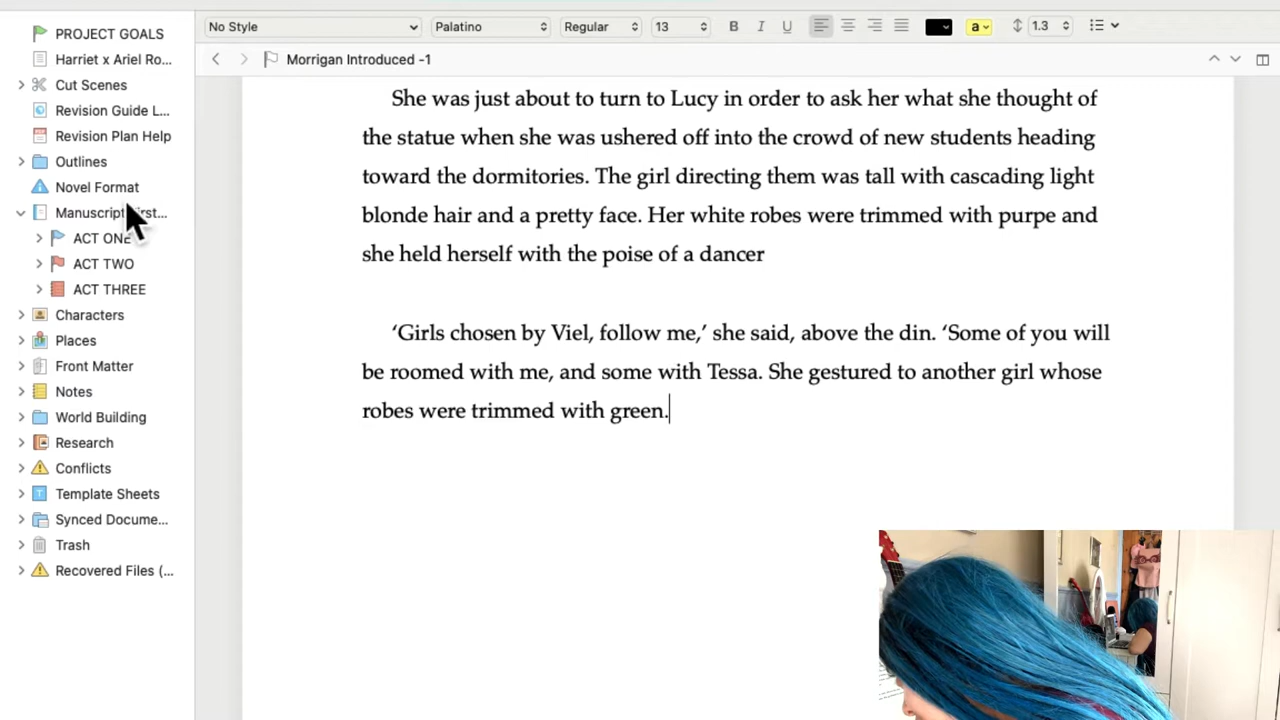 PROJECT GOALS
Harriet x Ariel Ro...
Cut Scenes
Revision Guide L...
Revision Plan Help
Outlines
Novel Format
Manuscript irst...
ACT ONE
ACT TWO
ACT THREE
Characters
Places
Front Matter
Notes
World Building
Research
Conflicts
Template Sheets
Synced Docume...
Trash
Recovered Files (...
No Style
Palatino
Regular
13
B I U
a
1.3
Morrigan Introduced -1
She was just about to turn to Lucy in order to ask her what she thought of
the statue when she was ushered off into the crowd of new students heading
toward the dormitories. The girl directing them was tall with cascading light
blonde hair and a pretty face. Her white robes were trimmed with purpe and
she held herself with the poise of a dancer
‘Girls chosen by Viel, follow me,’ she said, above the din. ‘Some of you will
be roomed with me, and some with Tessa. She gestured to another girl whose
robes were trimmed with green.